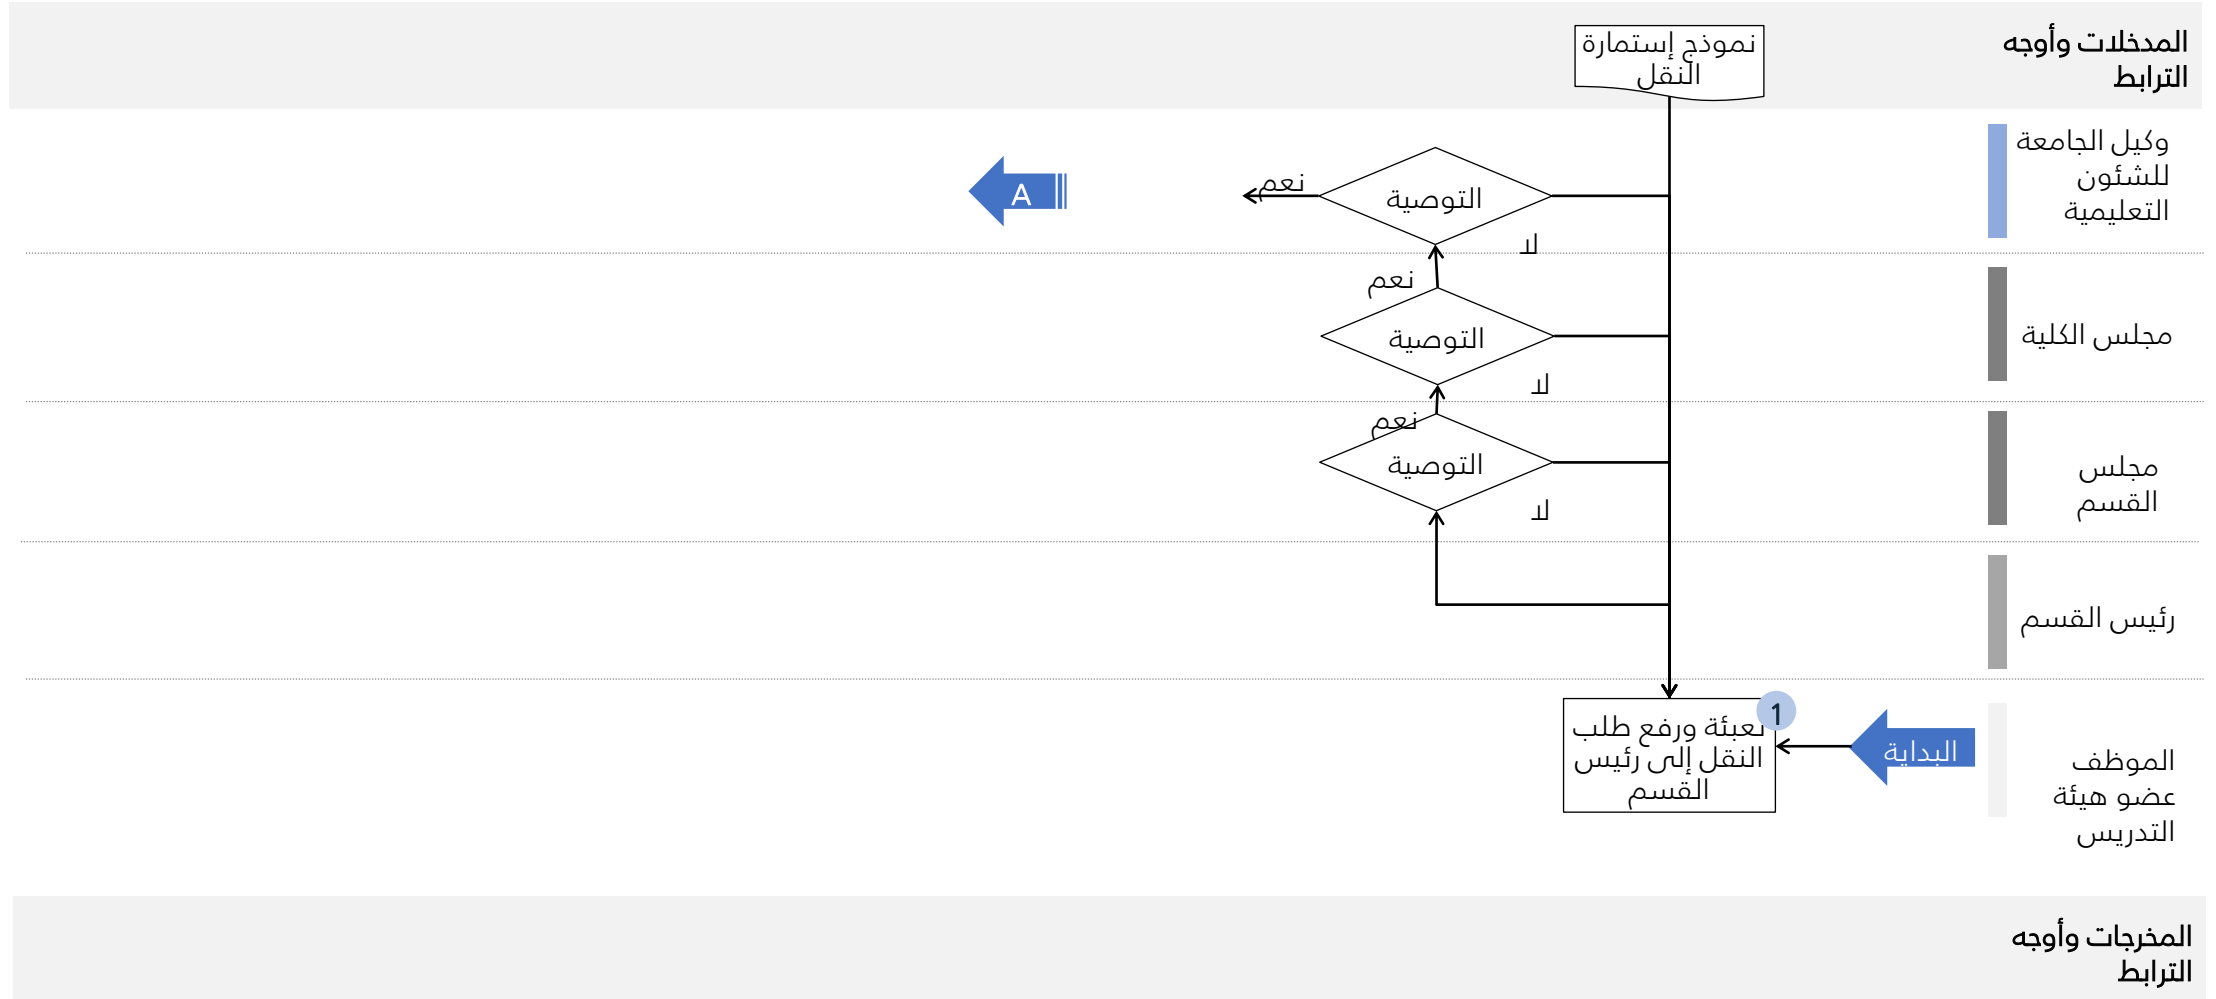 المدخلات وأوجه
الترابط
نموذج إستمارة
النقل
وكيل الجامعة
للشئون
التعليمية
التوصية
نعم
A
لا
نعم
مجلس الكلية
التوصية
لا
نعم
مجلس
القسم
التوصية
لا
رئيس القسم
الموظف
عضو هيئة
التدريس
البداية
1
تعبئة ورفع طلب
النقل إلى رئيس
القسم
المخرجات وأوجه
الترابط